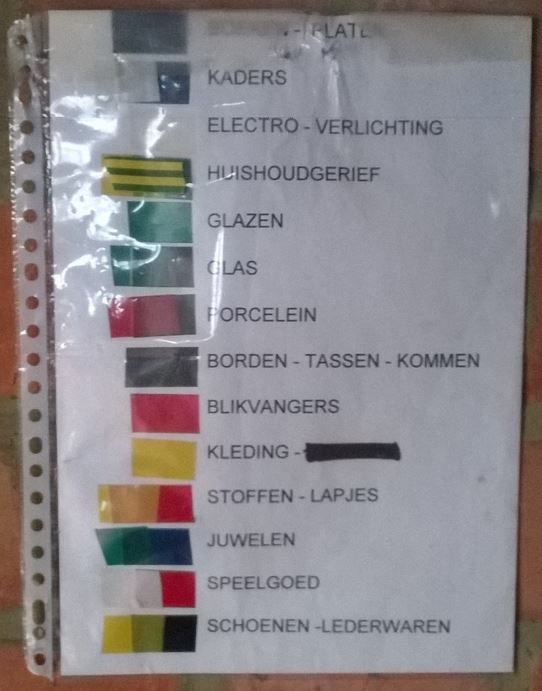 KADERS
ELECTRO - VERLICHTING
HUISHOUDGERIEF
GLAZEN
GLAS
PORCELEIN
BORDEN - TASSEN - KOMMEN
BLIKVANGERS
KLEDING -
STOFFEN - LAPJES
JUWELEN
SPEELGOED
SCHOENEN -LEDERWAREN